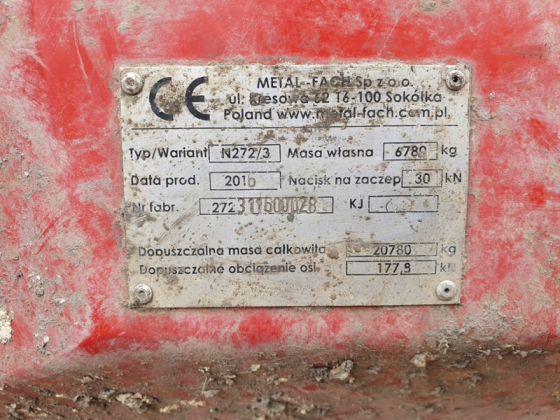 CE METAL-FACH Sp z o.o.
ul. Kresowa 62 16-100 Sokółka
Poland www.metal-fach.com.pl
Typ/Wariant N272/3 Masa własna 6780 kg
Data prod. 2016 Nacisk na zaczep 30 kN
Nr fabr. 272311600028 KJ
Dopuszczalna masa całkowita 20780 kg
Dopuszczalne obciążenie osi 177,8 kN